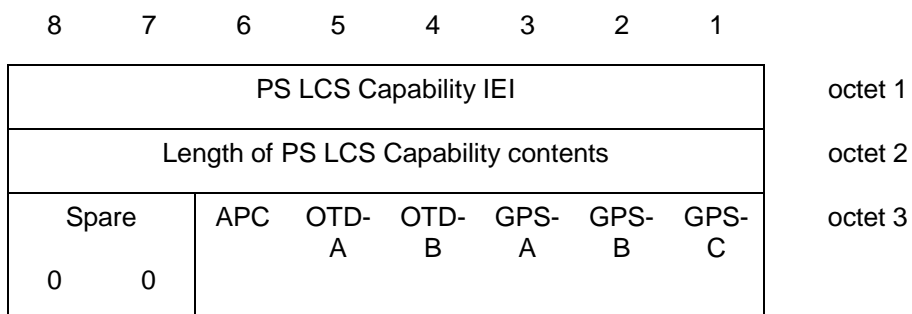 8 7 6 5 4 3 2 1
PS LCS Capability IEI octet 1
Length of PS LCS Capability contents octet 2
Spare APC OTD- OTD- GPS- GPS- GPS- octet 3
A B A B C
0 0